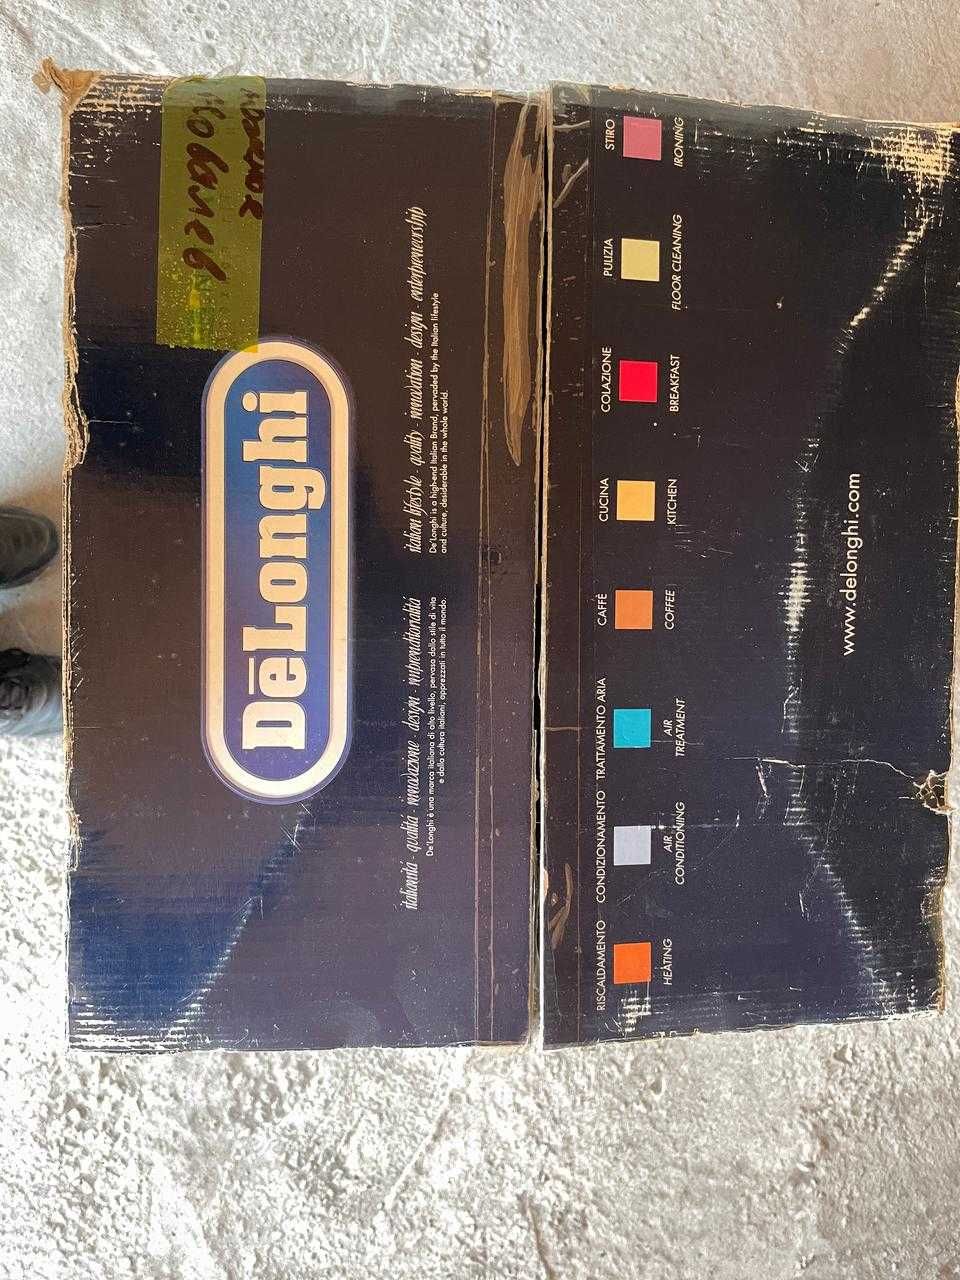 DēLonghi
italianità - qualità - innovazione - design - imprenditorialità
De'Longhi è una marca italiana di alto livello, pervasa dallo stile di vita
e dalla cultura italiani, apprezzati in tutto il mondo.
italian lifestyle - quality - innovation - design - enterpreneurship
De'Longhi is a high-end Italian Brand, pervaded by the Italian lifestyle
and culture, desiderable in the whole world.
RISCALDAMENTO
HEATING
CONDIZIONAMENTO
AIR
CONDITIONING
TRATTAMENTO ARIA
AIR
TREATMENT
CAFFÈ
COFFEE
CUCINA
KITCHEN
COLAZIONE
BREAKFAST
PULIZIA
FLOOR CLEANING
STIRO
IRONING
www.delonghi.com